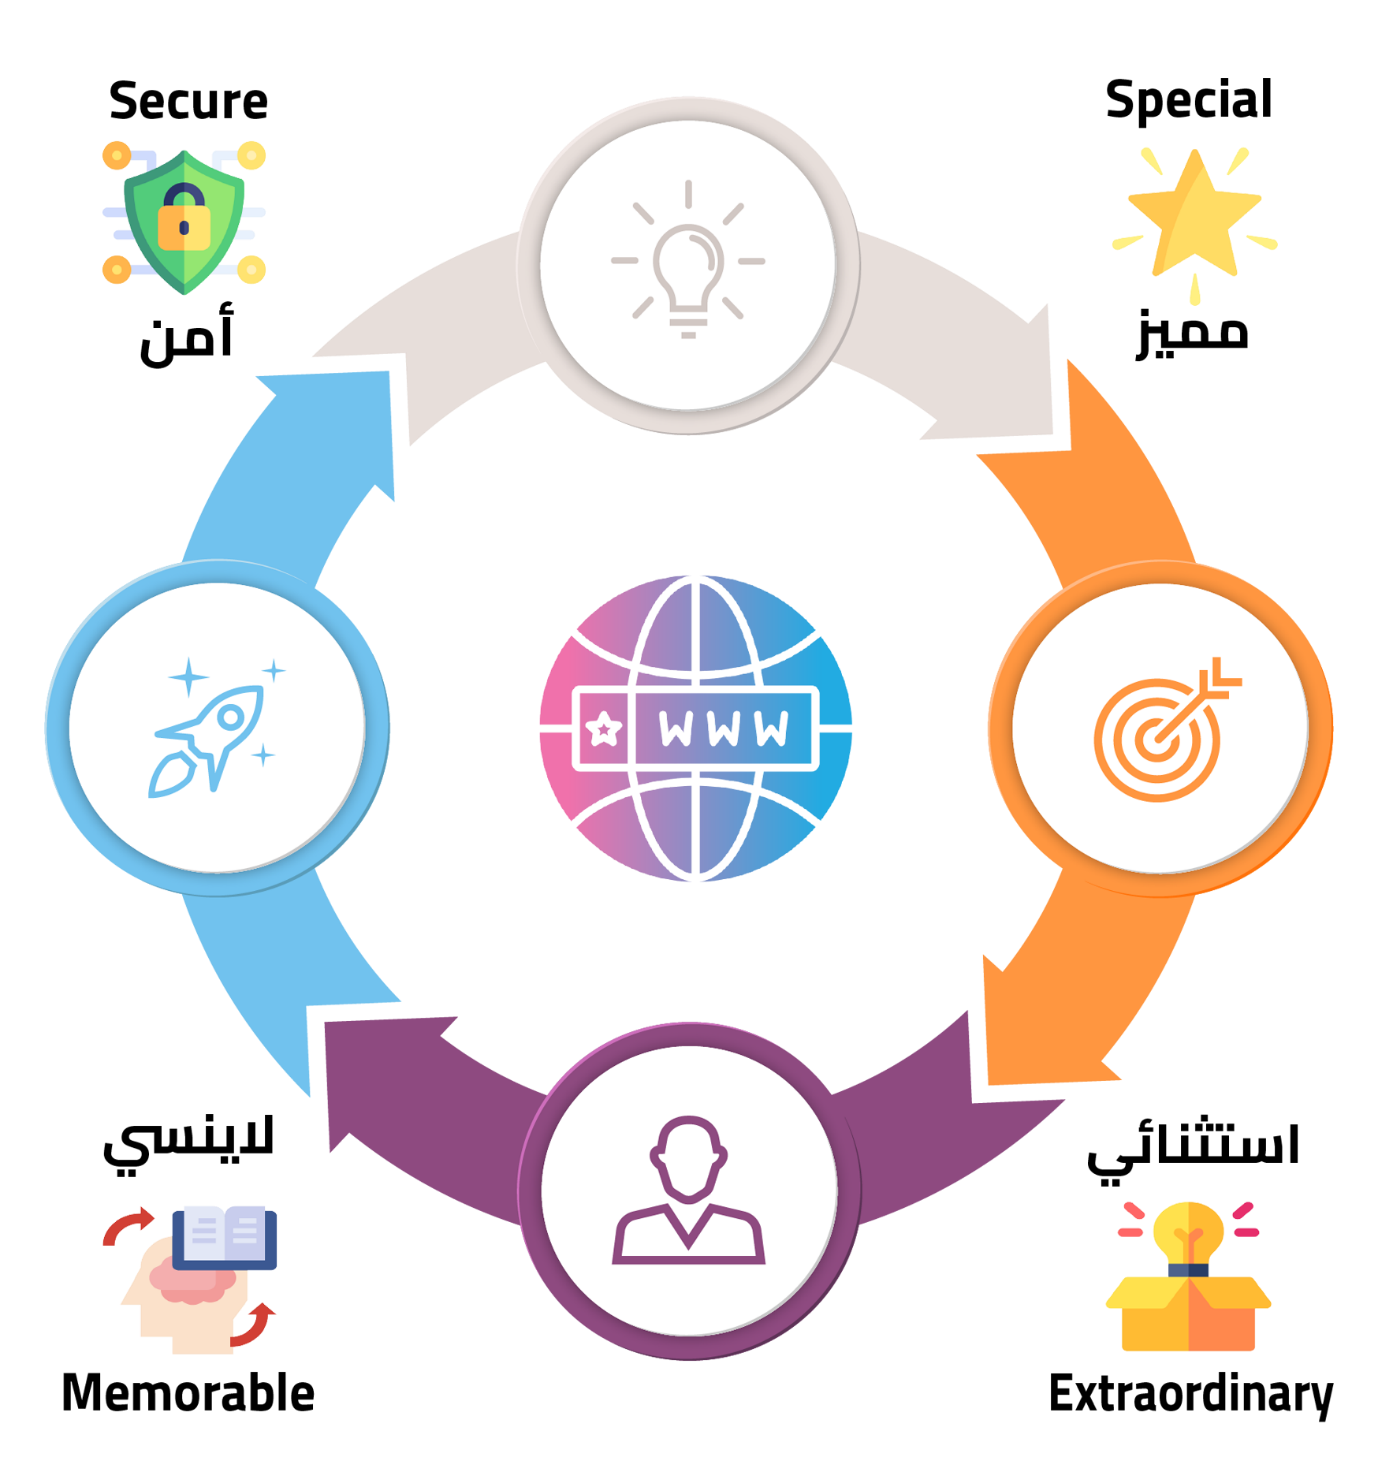 Secure
أمن
Special
مميز
WWW
لاينسي
Memorable
استثنائي
Extraordinary